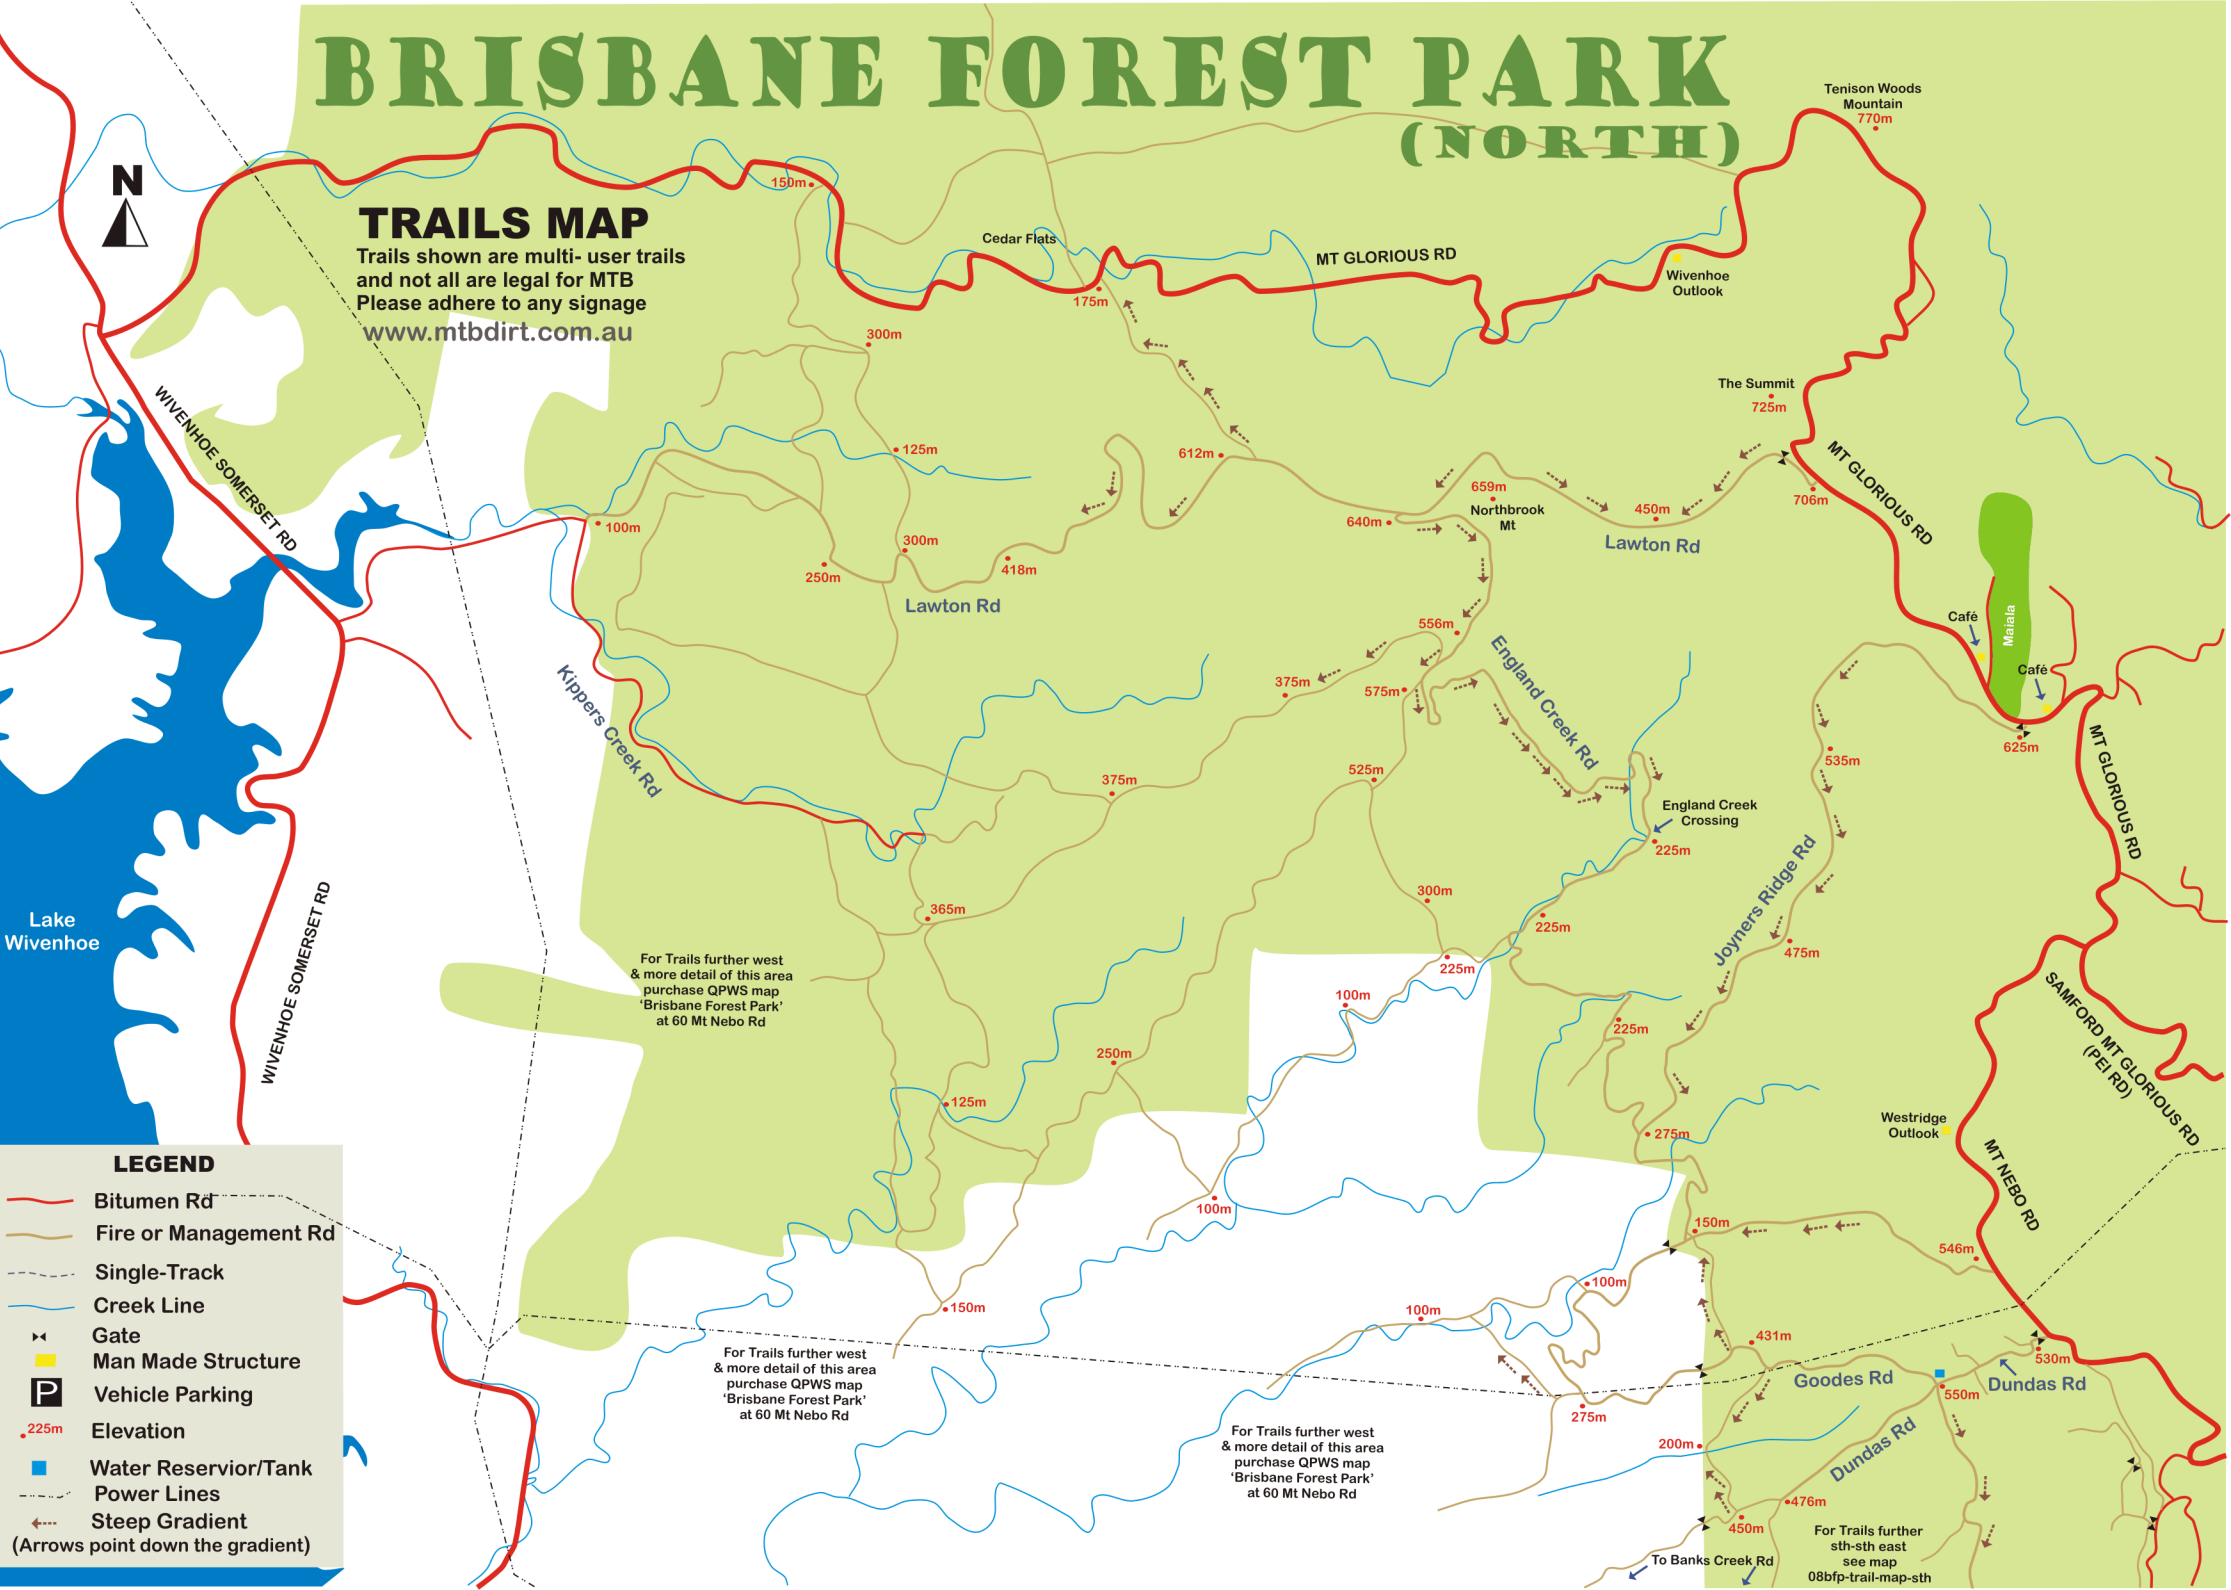 BRISBANE FOREST PARK
(NORTH)
N
TRAILS MAP
Trails shown are multi- user trails
and not all are legal for MTB
Please adhere to any signage
www.mtbdirt.com.au
Tenison Woods
Mountain
770m
150m
Cedar Flats
175m
MT GLORIOUS RD
Wivenhoe
Outlook
300m
The Summit
725m
WIVENHOE SOMERSET RD
125m
612m
MT GLORIOUS RD
706m
659m
Northbrook
Mt
640m
450m
Lawton Rd
100m
300m
250m
418m
Lawton Rd
556m
Café
Maiala
Café
England Creek Rd
Kippers Creek Rd
375m
575m
625m
MT GLORIOUS RD
535m
525m
375m
England Creek
Crossing
225m
Joyners Ridge Rd
300m
365m
225m
475m
225m
Lake
Wivenhoe
WIVENHOE SOMERSET RD
For Trails further west
& more detail of this area
purchase QPWS map
‘Brisbane Forest Park’
at 60 Mt Nebo Rd
100m
225m
SAMFORD MT GLORIOUS RD
(PEI RD)
250m
125m
275m
Westridge
Outlook
MT NEBO RD
100m
150m
546m
100m
150m
100m
431m
530m
Goodes Rd
Dundas Rd
550m
275m
200m
Dundas Rd
476m
450m
For Trails further west
& more detail of this area
purchase QPWS map
‘Brisbane Forest Park’
at 60 Mt Nebo Rd
For Trails further west
& more detail of this area
purchase QPWS map
‘Brisbane Forest Park’
at 60 Mt Nebo Rd
To Banks Creek Rd
For Trails further
sth-sth east
see map
08bfp-trail-map-sth
LEGEND
Bitumen Rd
Fire or Management Rd
Single-Track
Creek Line
Gate
Man Made Structure
P
Vehicle Parking
225m
Elevation
Water Reservior/Tank
Power Lines
Steep Gradient
(Arrows point down the gradient)